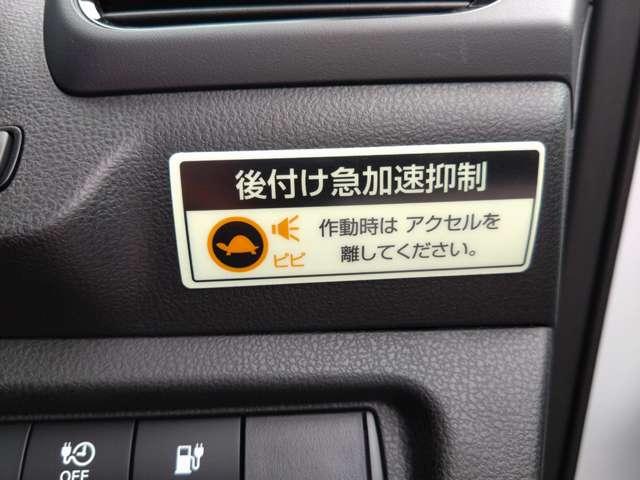 後付け急加速抑制
作動時は アクセルを
離してください。
ピピ
OFF